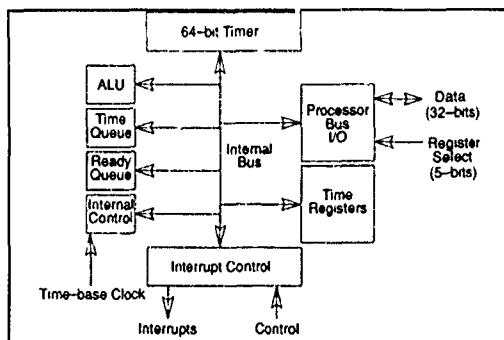 64-bit Timer
ALU
Time
Queue
Ready
Queue
Internal
Control
Internal
Bus
Processor
Bus
I/O
Time
Registers
Data
(32-bits)
Register
Select
(5-bits)
Interrupt Control
Time-base Clock
Interrupts
Control